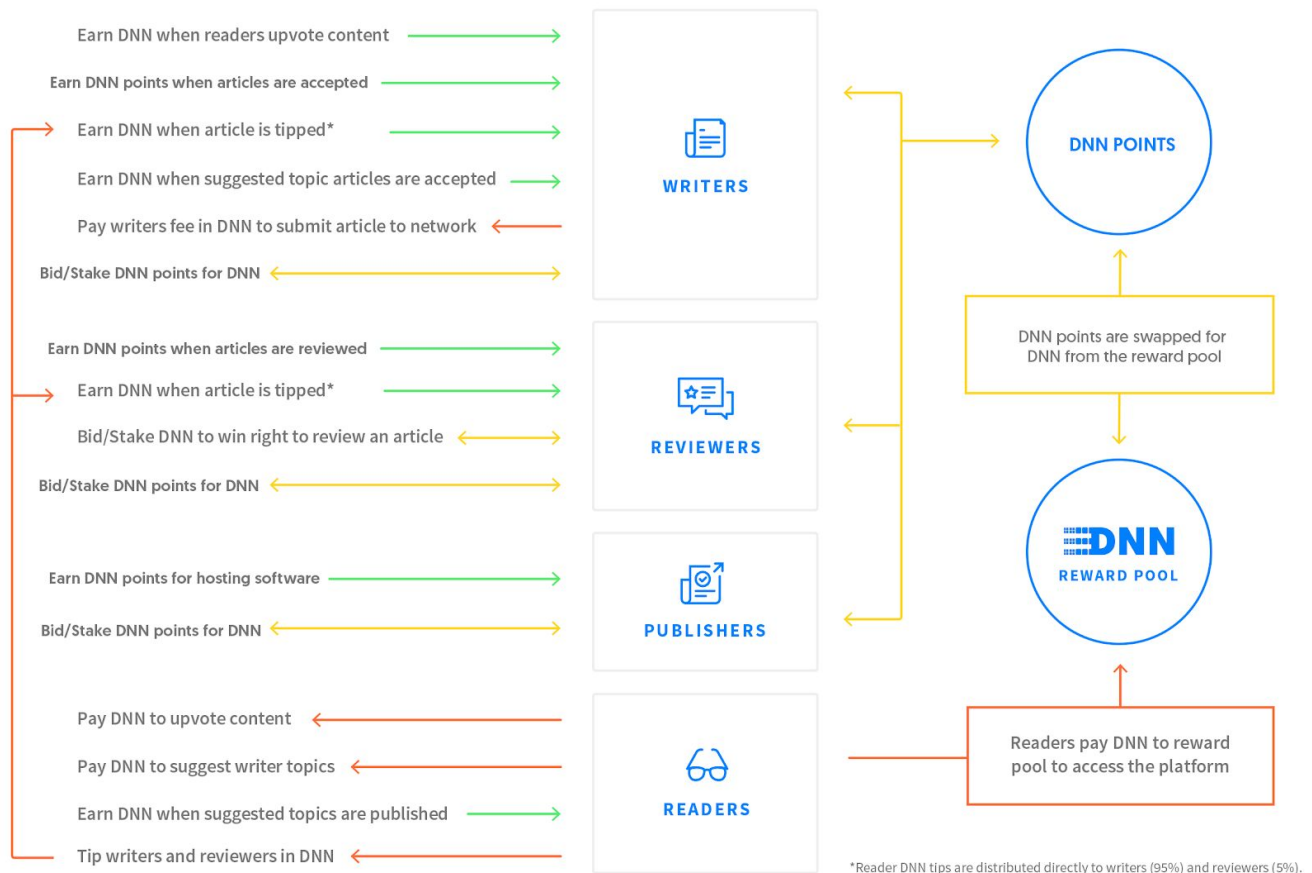 Earn DNN when readers upvote content
Earn DNN points when articles are accepted
Earn DNN when article is tipped*
Earn DNN when suggested topic articles are accepted
Pay writers fee in DNN to submit article to network
Bid/Stake DNN points for DNN
WRITERS
Earn DNN points when articles are reviewed
Earn DNN when article is tipped*
Bid/Stake DNN to win right to review an article
Bid/Stake DNN points for DNN
REVIEWERS
Earn DNN points for hosting software
Bid/Stake DNN points for DNN
PUBLISHERS
Pay DNN to upvote content
Pay DNN to suggest writer topics
Earn DNN when suggested topics are published
Tip writers and reviewers in DNN
READERS
DNN POINTS
DNN points are swapped for
DNN from the reward pool
DNN
REWARD POOL
Readers pay DNN to reward
pool to access the platform
*Reader DNN tips are distributed directly to writers (95%) and reviewers (5%).